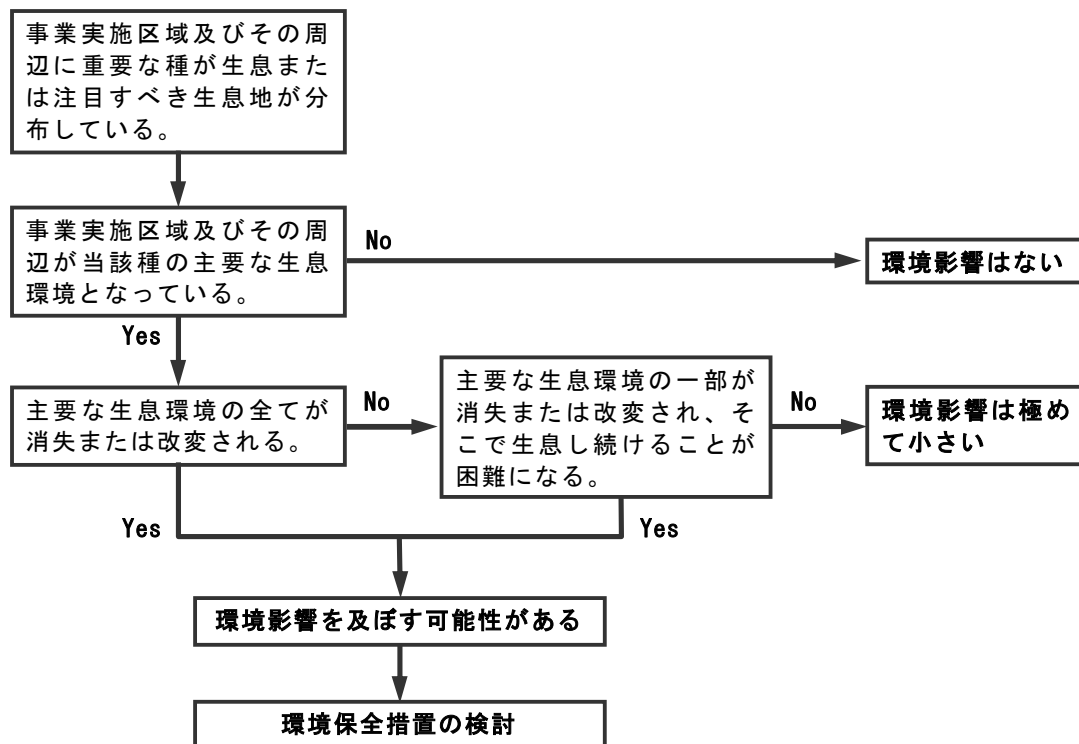 事業実施区域及びその周
辺に重要な種が生息また
は注目すべき生息地が分
布している。
事業実施区域及びその周
辺が当該種の主要な生息
環境となっている。
No
環境影響はない
Yes
主要な生息環境の全てが
消失または改変される。
No
主要な生息環境の一部が
消失または改変され、そ
こで生息し続けることが
困難になる。
No
環境影響は極め
て小さい
Yes
Yes
環境影響を及ぼす可能性がある
環境保全措置の検討